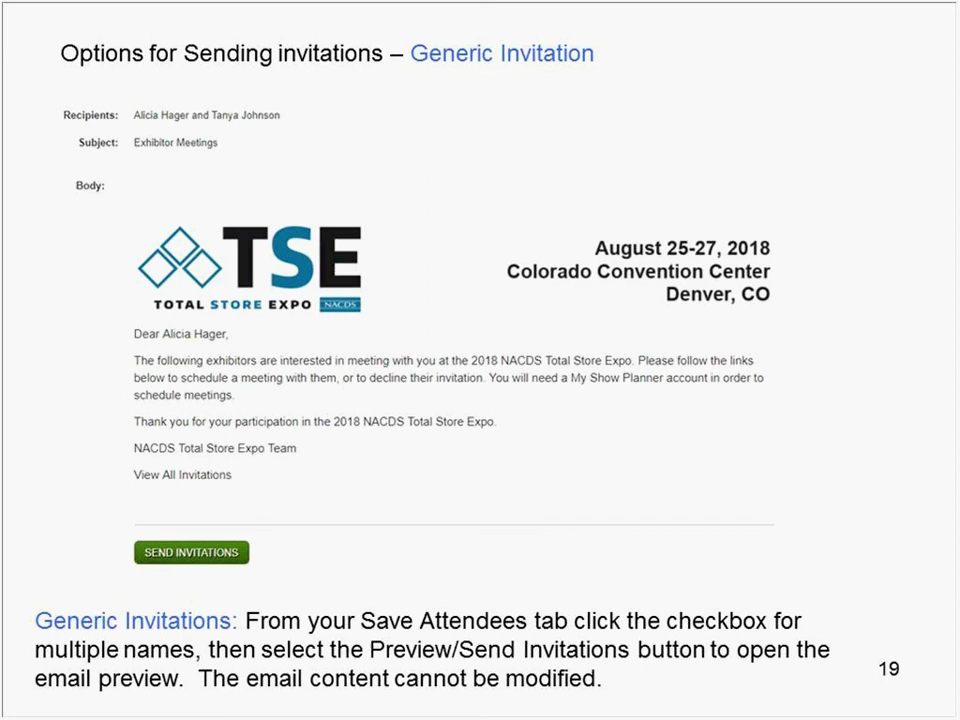 Options for Sending invitations – Generic Invitation
Recipients: Alicia Hager and Tanya Johnson
Subject: Exhibitor Meetings
Body:
TSE
TOTAL STORE EXPO NACDS
August 25-27, 2018
Colorado Convention Center
Denver, CO
Dear Alicia Hager,
The following exhibitors are interested in meeting with you at the 2018 NACDS Total Store Expo. Please follow the links
below to schedule a meeting with them, or to decline their invitation. You will need a My Show Planner account in order to
schedule meetings.
Thank you for your participation in the 2018 NACDS Total Store Expo.
NACDS Total Store Expo Team
View All Invitations
SEND INVITATIONS
Generic Invitations: From your Save Attendees tab click the checkbox for
multiple names, then select the Preview/Send Invitations button to open the
email preview. The email content cannot be modified.
19